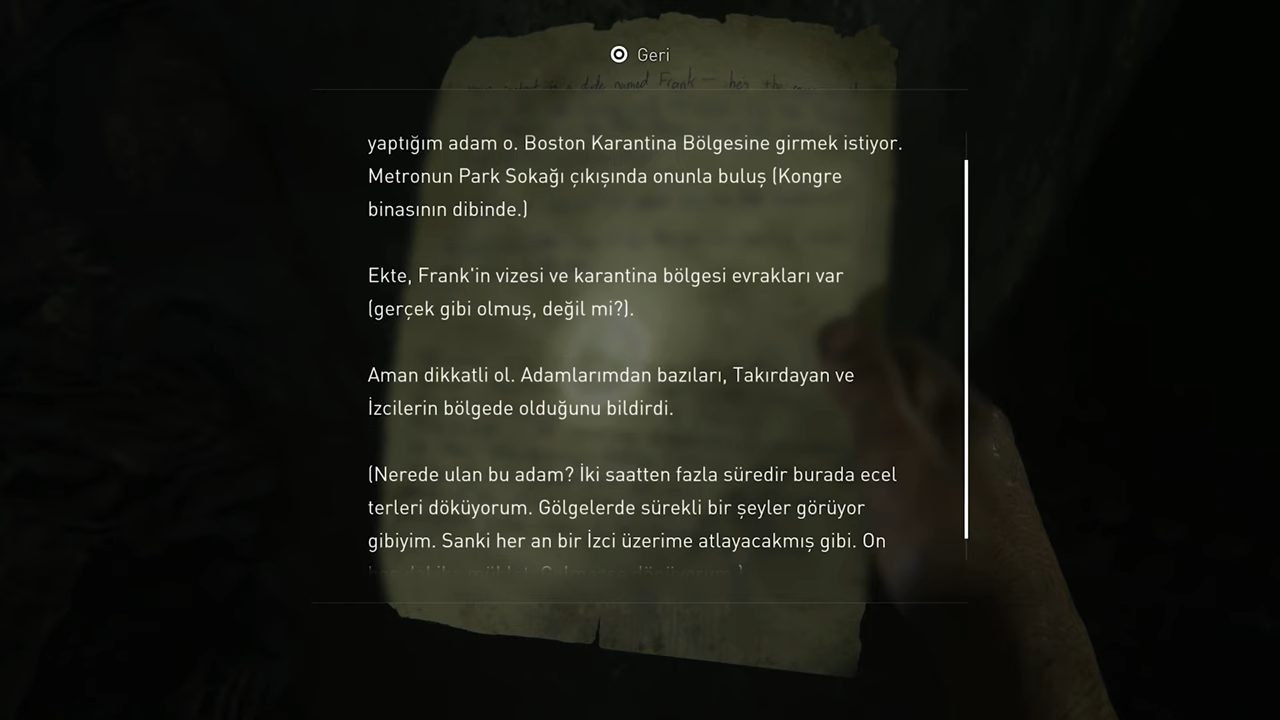 Geri
named Frank
yaptığım adam o. Boston Karantina Bölgesine girmek istiyor.
Metronun Park Sokağı çıkışında onunla buluş (Kongre
binasının dibinde.)
Ekte, Frank'in vizesi ve karantina bölgesi evrakları var
(gerçek gibi olmuş, değil mi?).
Aman dikkatli ol. Adamlarımdan bazıları, Takırdayan ve
İzcilerin bölgede olduğunu bildirdi.
(Nerede ulan bu adam? İki saatten fazla süredir burada ecel
terleri döküyorum. Gölgelerde sürekli bir şeyler görüyor
gibiyim. Sanki her an bir İzci üzerime atlayacakmış gibi. On